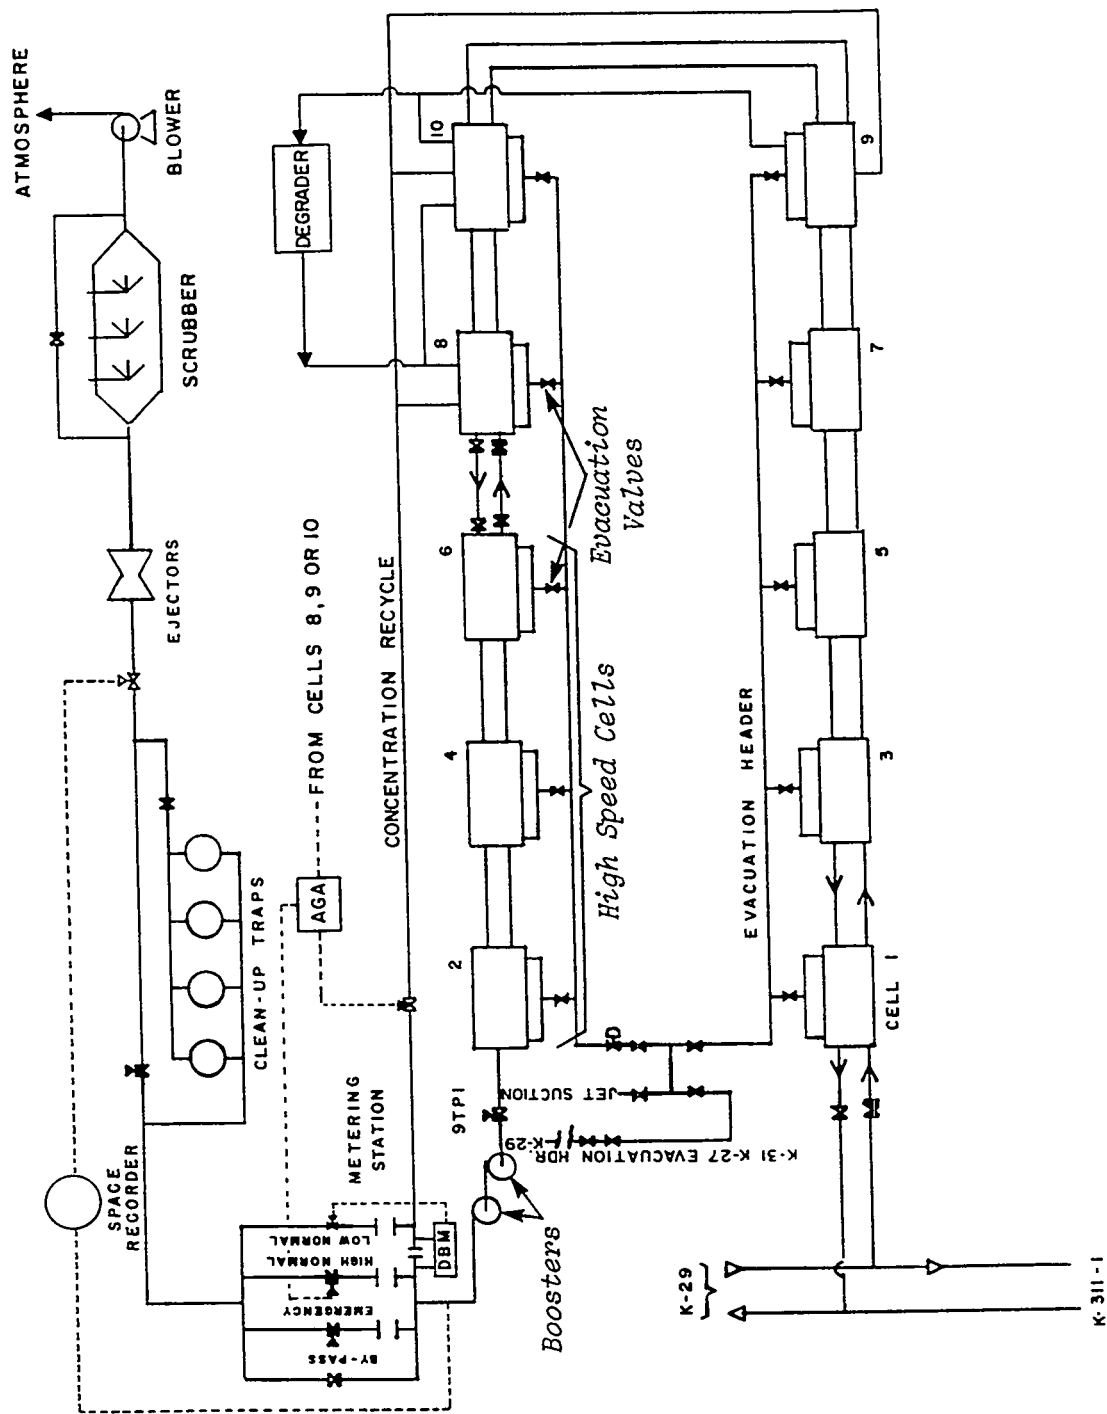 ATMOSPHERE
BLOWER
SCRUBBER
EJECTORS
CLEAN-UP TRAPS
SPACE
RECORDER
DEGRADER
FROM CELLS 8, 9 OR 10
AGA
CONCENTRATION RECYCLE
METERING
STATION
LOW NORMAL
HIGH NORMAL
EMERGENCY
BY-PASS
DBM
10
8
6
4
2
Evacuation
Valves
High Speed Cells
9TP1
Boosters
JET SUCTION
K-29
K-31 K-27 EVACUATION HDR.
EVACUATION HEADER
9
7
5
3
CELL 1
K-29
K-311-1